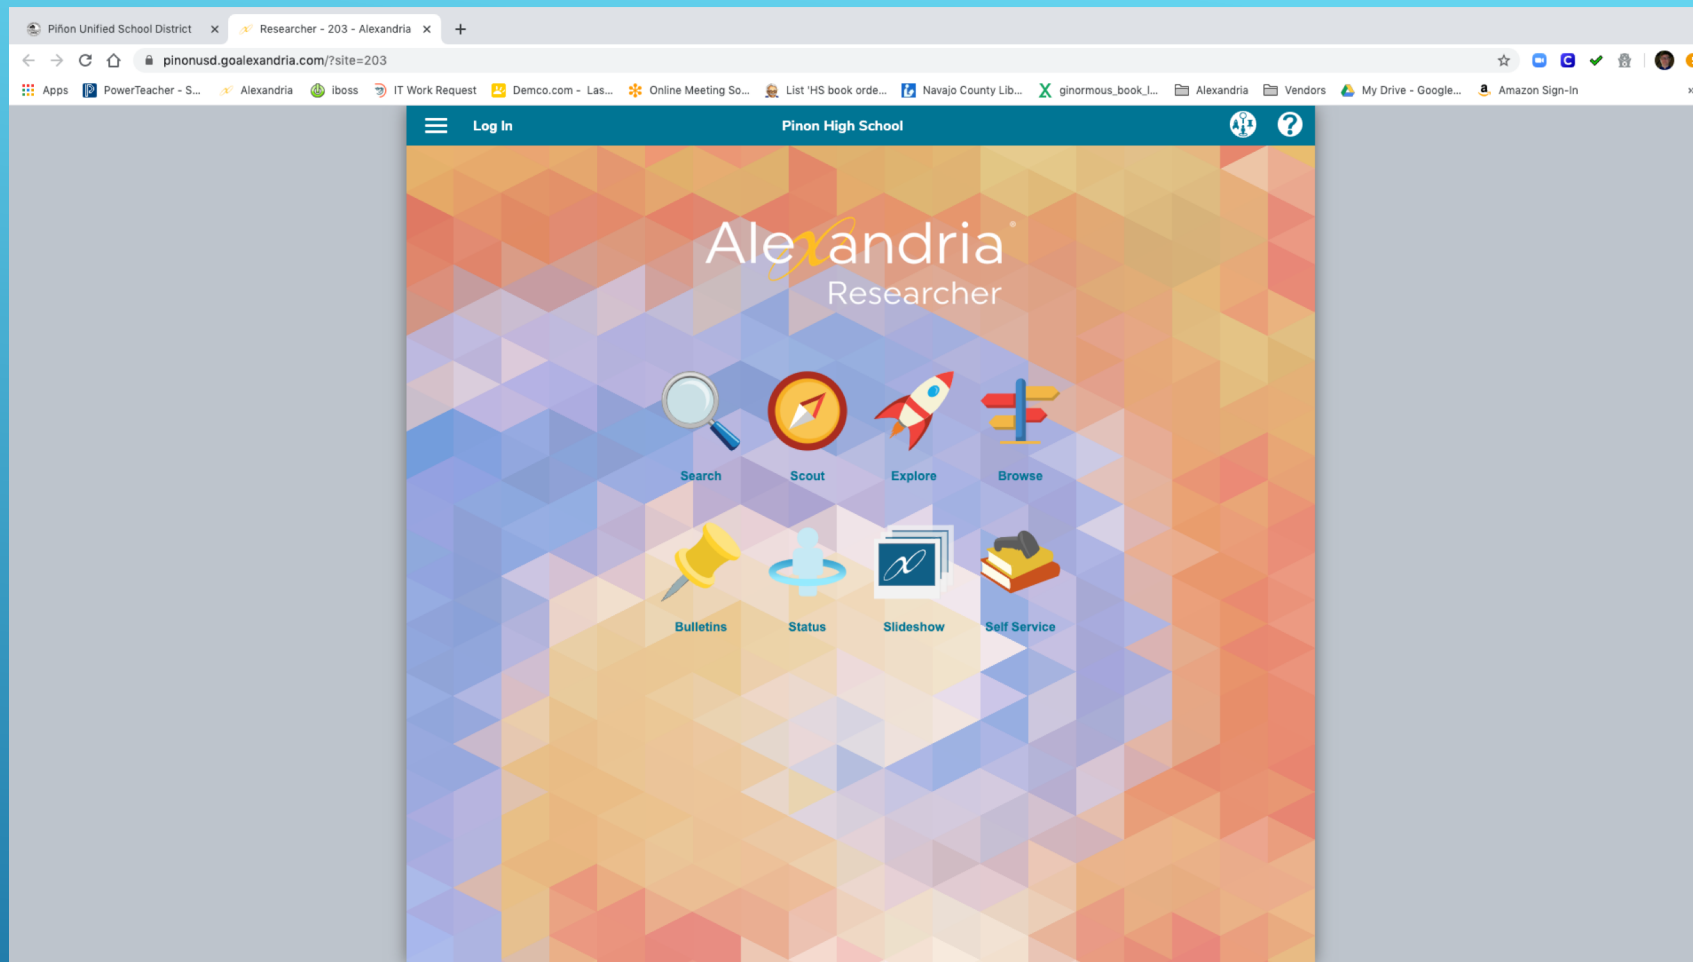 Piñon Unified School District
Researcher - 203 - Alexandria
pinonusd.goalexandria.com/?site=203
Apps PowerTeacher - S... Alexandria iboss IT Work Request Demco.com - Las... Online Meeting So... List 'HS book orde... Navajo County Lib... ginormous_book_l... Alexandria Vendors My Drive - Google... Amazon Sign-In
Log In Pinon High School
Alexandria
Researcher
Search Scout Explore Browse
Bulletins Status Slideshow Self Service